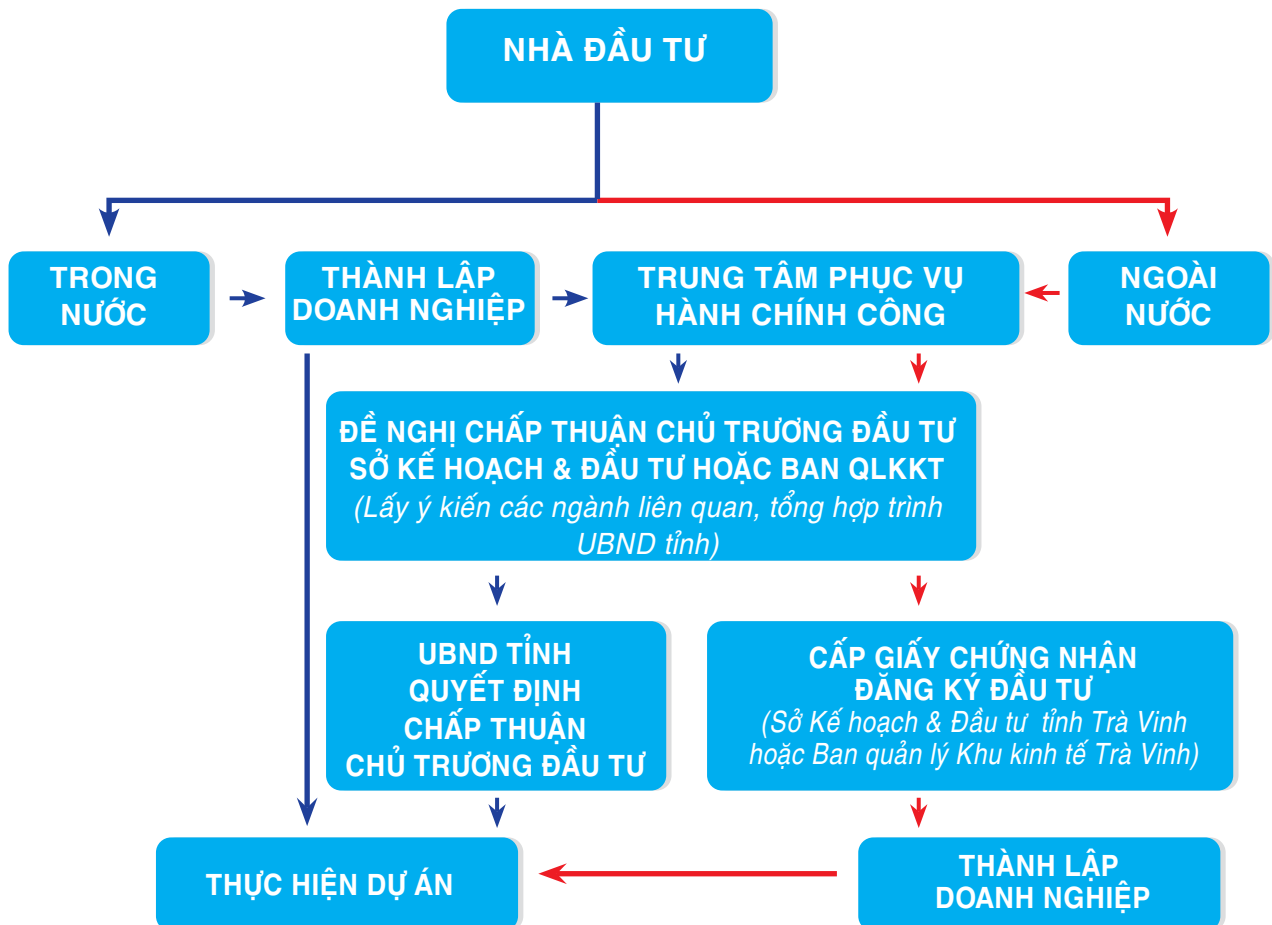 NHÀ ĐẦU TƯ
TRONG
NƯỚC
THÀNH LẬP
DOANH NGHIỆP
TRUNG TÂM PHỤC VỤ
HÀNH CHÍNH CÔNG
NGOÀI
NƯỚC
ĐỀ NGHỊ CHẤP THUẬN CHỦ TRƯƠNG ĐẦU TƯ
SỞ KẾ HOẠCH & ĐẦU TƯ HOẶC BAN QLKKT
(Lấy ý kiến các ngành liên quan, tổng hợp trình
UBND tỉnh)
UBND TỈNH
QUYẾT ĐỊNH
CHẤP THUẬN
CHỦ TRƯƠNG ĐẦU TƯ
CẤP GIẤY CHỨNG NHẬN
ĐĂNG KÝ ĐẦU TƯ
(Sở Kế hoạch & Đầu tư tỉnh Trà Vinh
hoặc Ban quản lý Khu kinh tế Trà Vinh)
THỰC HIỆN DỰ ÁN
THÀNH LẬP
DOANH NGHIỆP